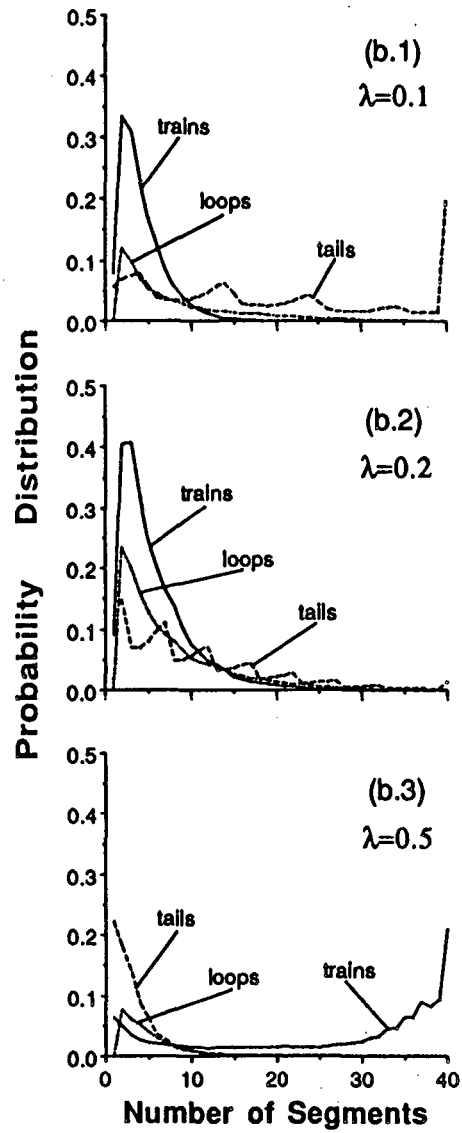 0.5
0.4
0.3
0.2
0.1
0.0
(b.1)
λ=0.1
trains
loops
tails
0.5
0.4
0.3
0.2
0.1
0.0
(b.2)
λ=0.2
trains
loops
tails
0.5
0.4
0.3
0.2
0.1
0.0
(b.3)
λ=0.5
tails
loops
trains
0 10 20 30 40
Number of Segments
Probability Distribution